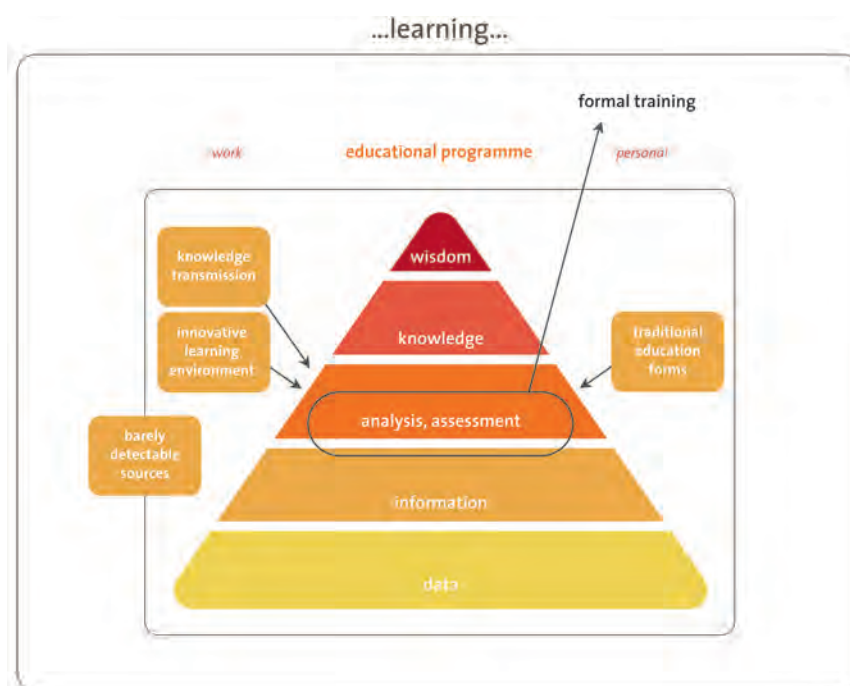 ...learning...
formal training
work
educational programme
personal
knowledge
transmission
wisdom
innovative
learning
environment
knowledge
traditional
education
forms
analysis, assessment
barely
detectable
sources
information
data